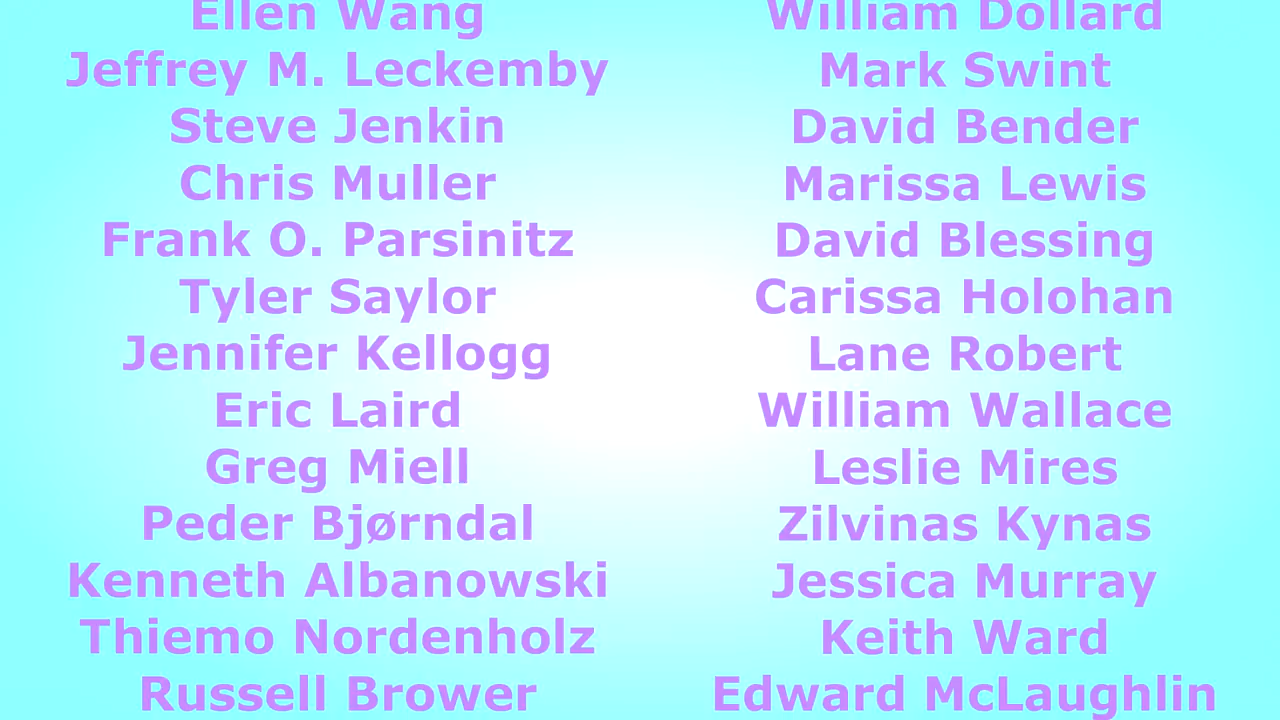 Ellen Wang
Jeffrey M. Leckemby
Steve Jenkin
Chris Muller
Frank O. Parsinitz
Tyler Saylor
Jennifer Kellogg
Eric Laird
Greg Miell
Peder Bjørndal
Kenneth Albanowski
Thiemo Nordenholz
Russell Brower
William Dollard
Mark Swint
David Bender
Marissa Lewis
David Blessing
Carissa Holohan
Lane Robert
William Wallace
Leslie Mires
Zilvinas Kynas
Jessica Murray
Keith Ward
Edward McLaughlin